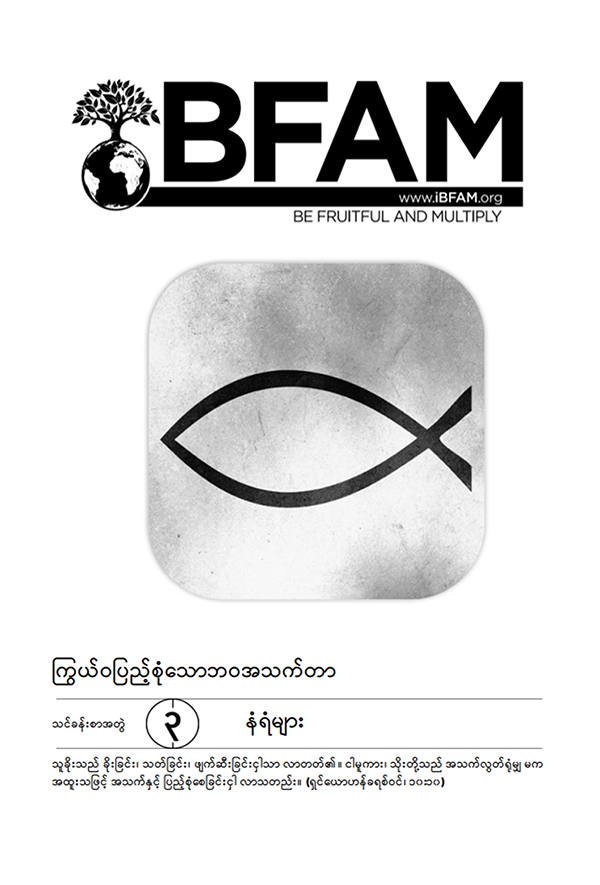 BFAM
www.iBFAM.org
BE FRUITFUL AND MULTIPLY
ကြွယ်ဝပြည့်စုံသောဘဝအသက်တာ
သင်ခန်းစာအတွဲ ၃ နံရံများ
သူခိုးသည် ခိုးခြင်း၊ သတ်ခြင်း၊ ဖျက်ဆီးခြင်းငှါသာ လာတတ်၏။ ငါမူကား၊ သိုးတို့သည် အသက်လွတ်ရုံမျှ မက
အထူးသဖြင့် အသက်နှင့် ပြည့်စုံစေခြင်းငှါ လာသတည်း။ (ရှင်ယောဟန်ခရစ်ဝင်၊ ၁၀း၁၀)